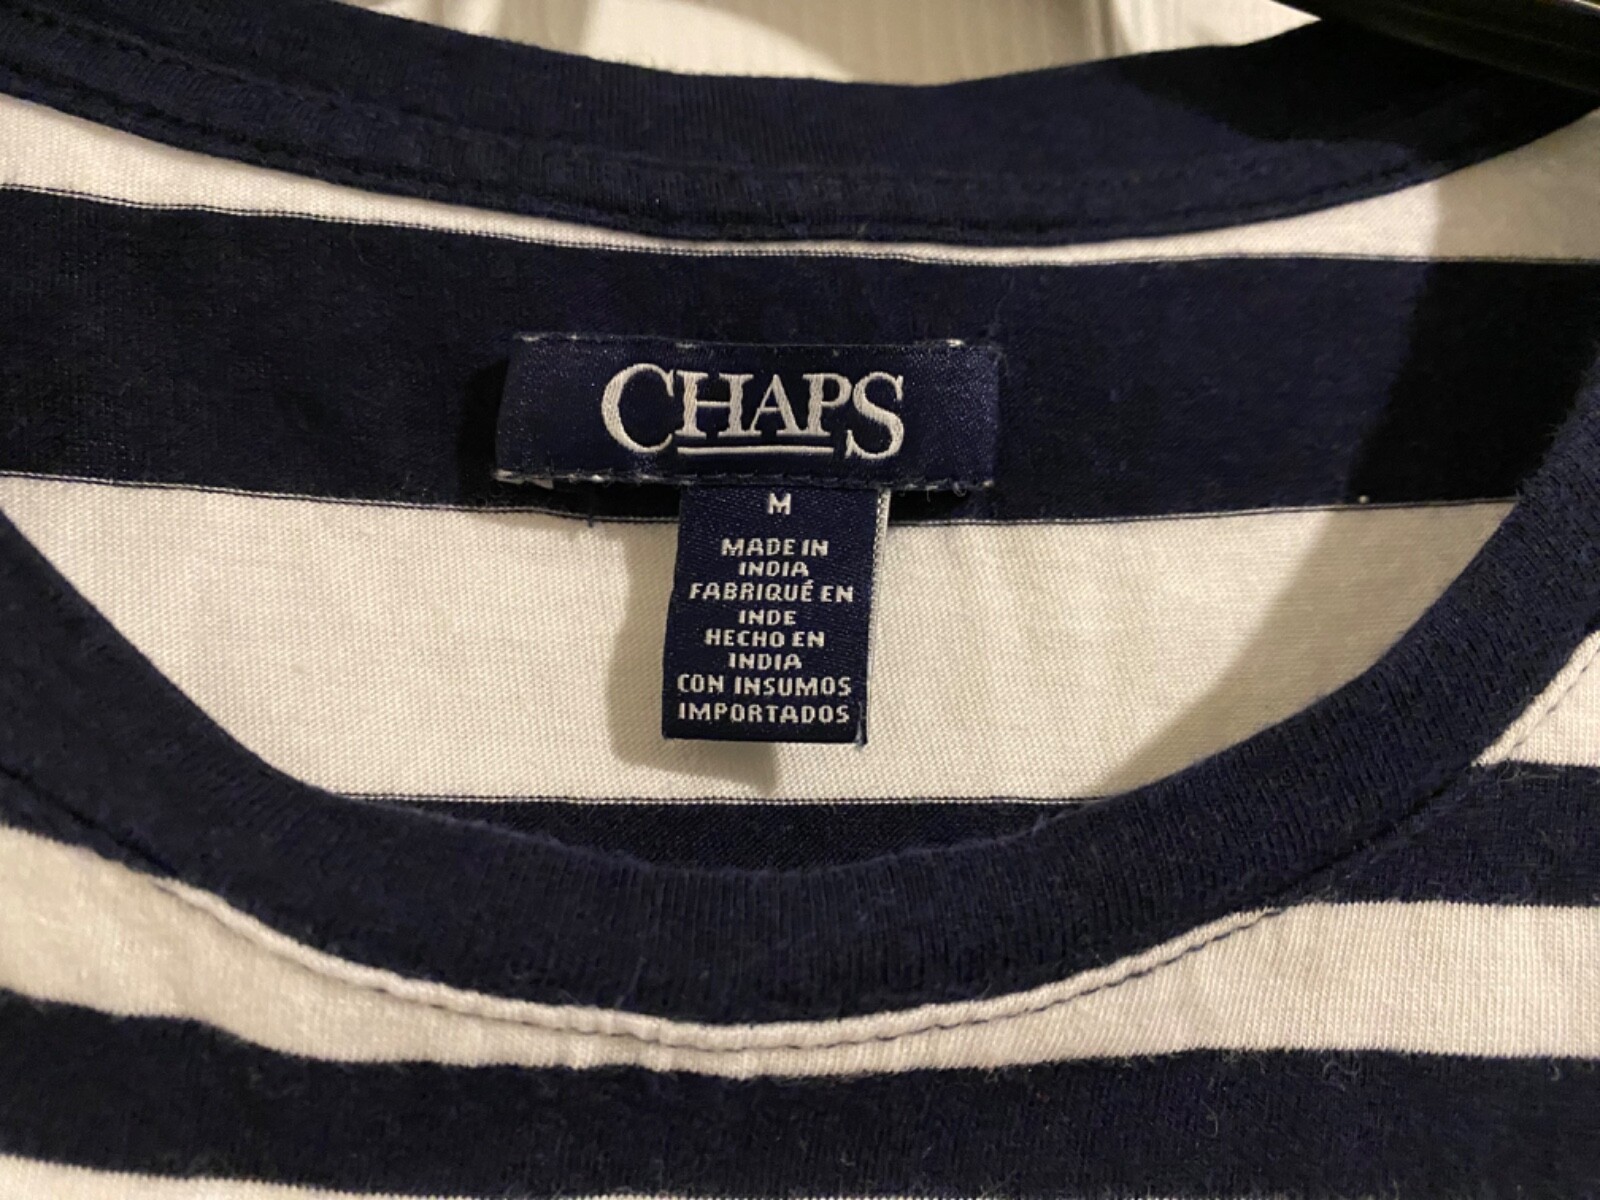 CHAPS
M
MADE IN
INDIA
FABRIQUÉ EN
INDE
HECHO EN
INDIA
CON INSUMOS
IMPORTADOS